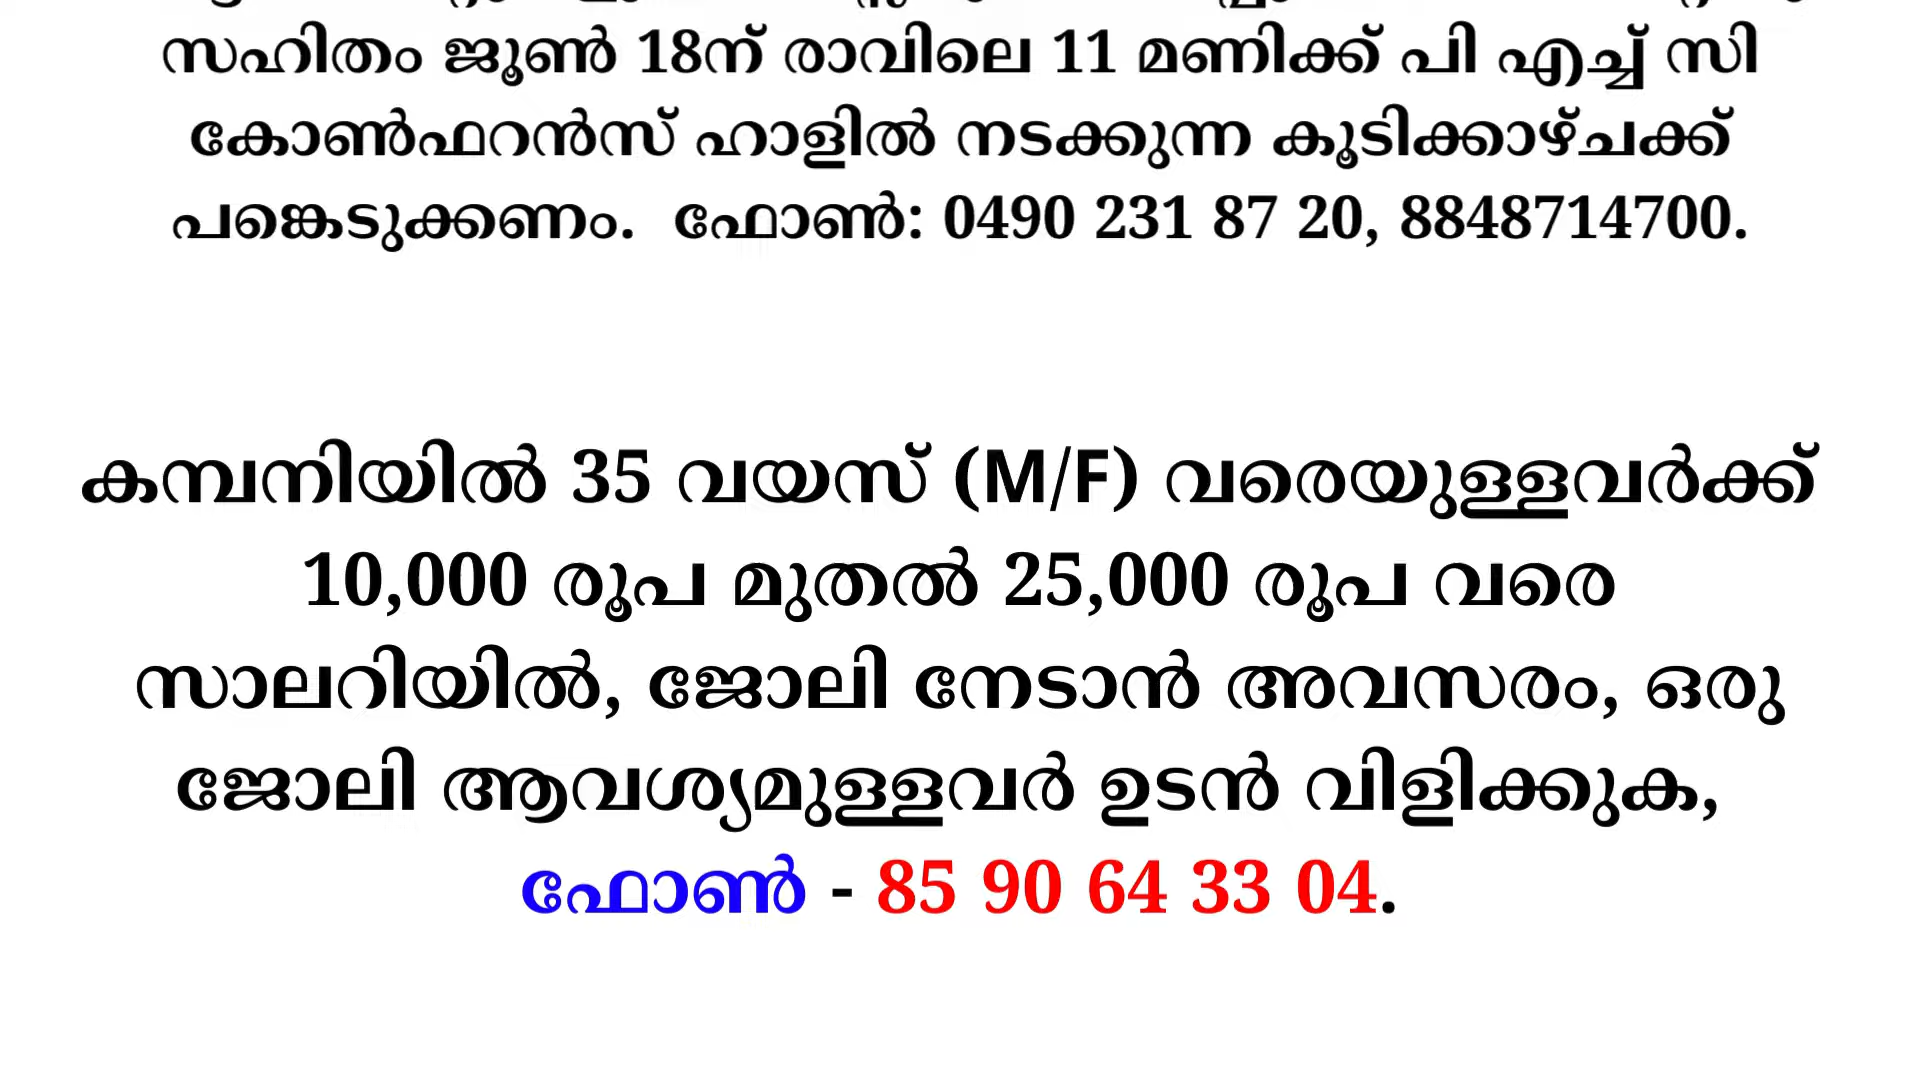 സഹിതം ജൂൺ 18ന് രാവിലെ 11 മണിക്ക് പി എച്ച് സി
കോൺഫറൻസ് ഹാളിൽ നടക്കുന്ന കൂടിക്കാഴ്ചക്ക്
പങ്കെടുക്കണം. ഫോൺ: 0490 231 87 20, 8848714700.
കമ്പനിയിൽ 35 വയസ് (M/F) വരെയുള്ളവർക്ക്
10,000 രൂപ മുതൽ 25,000 രൂപ വരെ
സാലറിയിൽ, ജോലി നേടാൻ അവസരം, ഒരു
ജോലി ആവശ്യമുള്ളവർ ഉടൻ വിളിക്കുക,
ഫോൺ - 85 90 64 33 04.